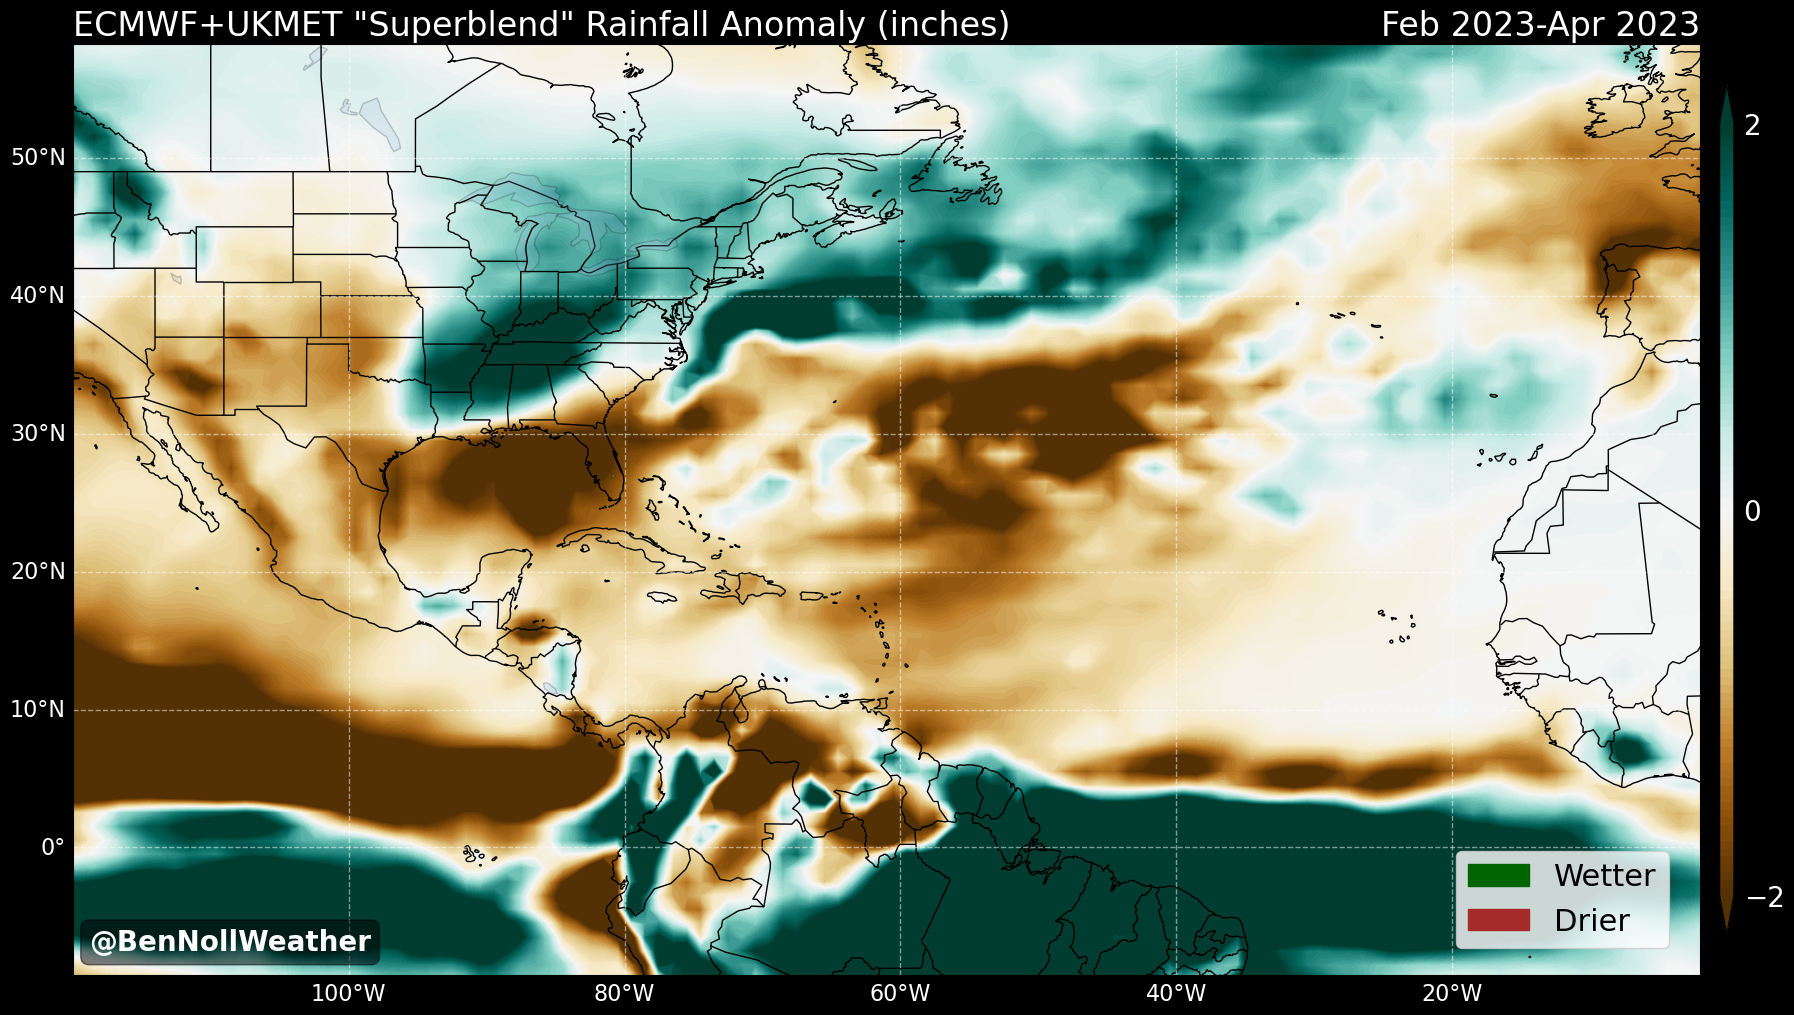 ECMWF+UKMET "Superblend" Rainfall Anomaly (inches)
Feb 2023-Apr 2023
50°N
40°N
30°N
20°N
10°N
0°
100°W
80°W
60°W
40°W
20°W
2
0
−2
Wetter
Drier
@BenNollWeather